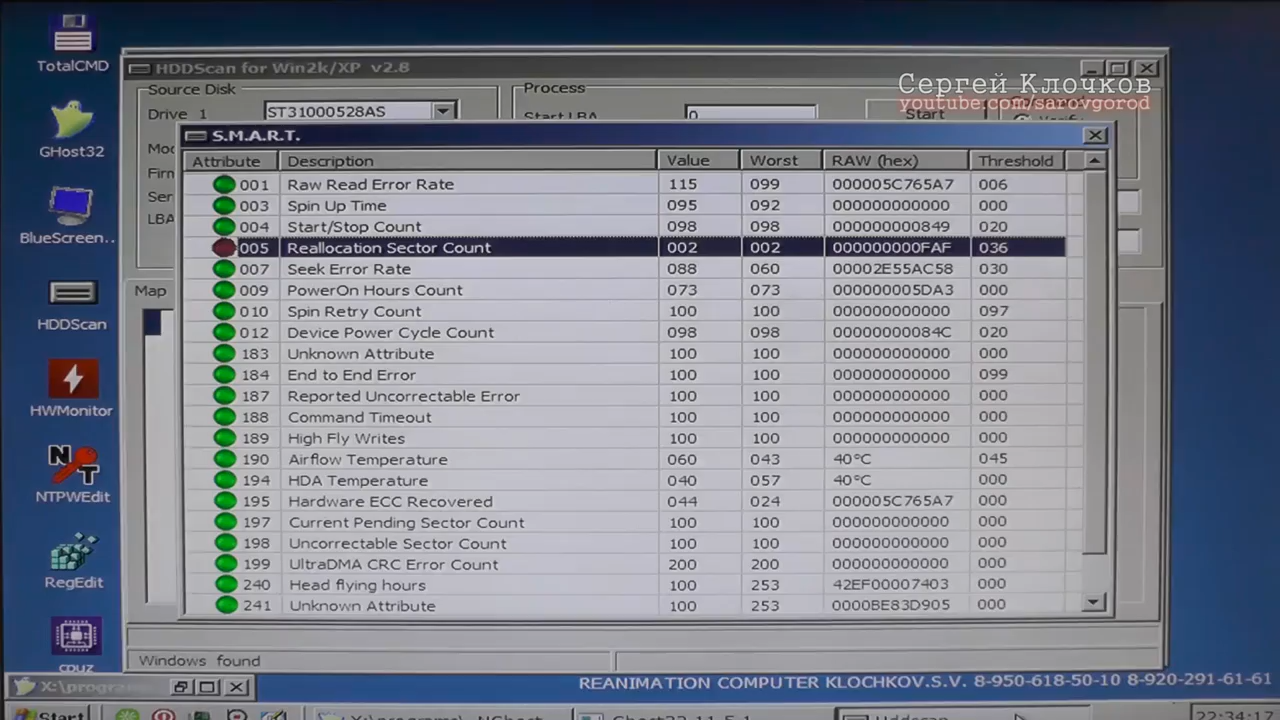 TotalCMD
GHost32
BlueScreen..
HDDScan
HWMonitor
NTPWEdit
RegEdit
cpuz
HDDScan for Win2k/XP v2.8
Сергей Клочков
youtube.com/sarovgorod
Source Disk
Process
Drive 1 ST31000528AS
Start LBA 0 Start Verify
S.M.A.R.T.
Attribute Description Value Worst RAW (hex) Threshold
001 Raw Read Error Rate 115 099 000005C765A7 006
003 Spin Up Time 095 092 000000000000 000
004 Start/Stop Count 098 098 000000000849 020
005 Reallocation Sector Count 002 002 000000000FAF 036
007 Seek Error Rate 088 060 00002E55AC58 030
009 PowerOn Hours Count 073 073 000000005DA3 000
010 Spin Retry Count 100 100 000000000000 097
012 Device Power Cycle Count 098 098 00000000084C 020
183 Unknown Attribute 100 100 000000000000 000
184 End to End Error 100 100 000000000000 099
187 Reported Uncorrectable Error 100 100 000000000000 000
188 Command Timeout 100 100 000000000000 000
189 High Fly Writes 100 100 000000000000 000
190 Airflow Temperature 060 043 40°C 045
194 HDA Temperature 040 057 40°C 000
195 Hardware ECC Recovered 044 024 000005C765A7 000
197 Current Pending Sector Count 100 100 000000000000 000
198 Uncorrectable Sector Count 100 100 000000000000 000
199 UltraDMA CRC Error Count 200 200 000000000000 000
240 Head flying hours 100 253 42EF00007403 000
241 Unknown Attribute 100 253 0000BE83D905 000
Mod
Firm
Ser
LBA
Map
Windows found
X:\progra
REANIMATION COMPUTER KLOCHKOV.S.V. 8-950-618-50-10 8-920-291-61-61
Start
Hddscan
22:34:17